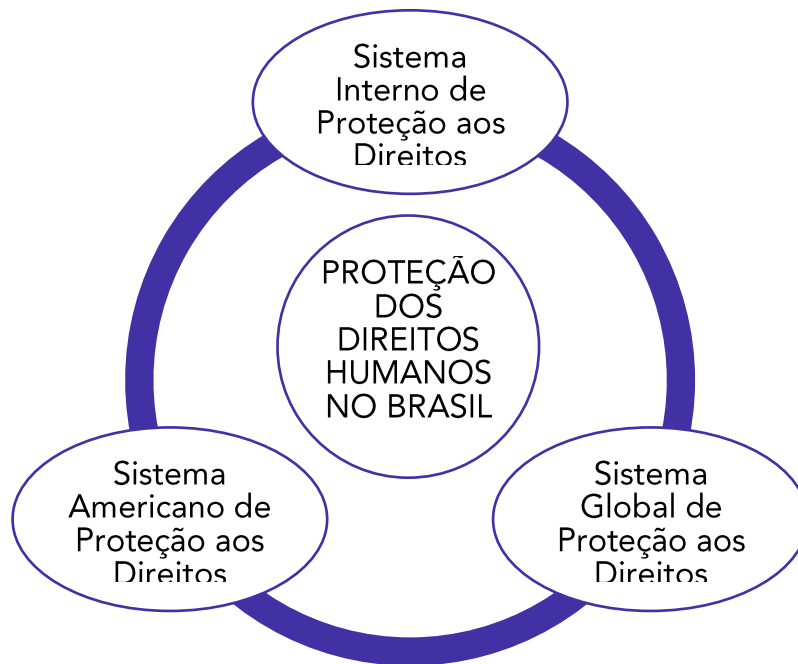 Sistema
Interno de
Proteção aos
Direitos
PROTEÇÃO
DOS
DIREITOS
HUMANOS
NO BRASIL
Sistema
Americano de
Proteção aos
Direitos
Sistema
Global de
Proteção aos
Direitos